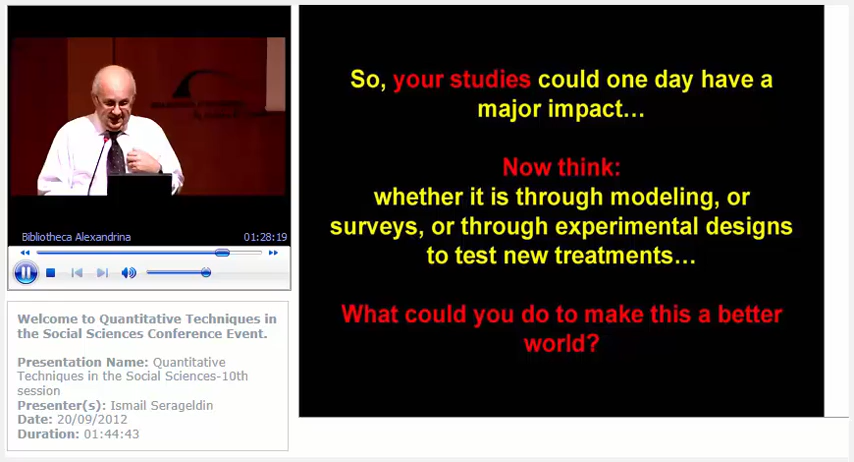 Bibliotheca Alexandrina
01:28:19
Welcome to Quantitative Techniques in
the Social Sciences Conference Event.
Presentation Name: Quantitative
Techniques in the Social Sciences-10th
session
Presenter(s): Ismail Serageldin
Date: 20/09/2012
Duration: 01:44:43
So, your studies could one day have a
major impact…
Now think:
whether it is through modeling, or
surveys, or through experimental designs
to test new treatments…
What could you do to make this a better
world?